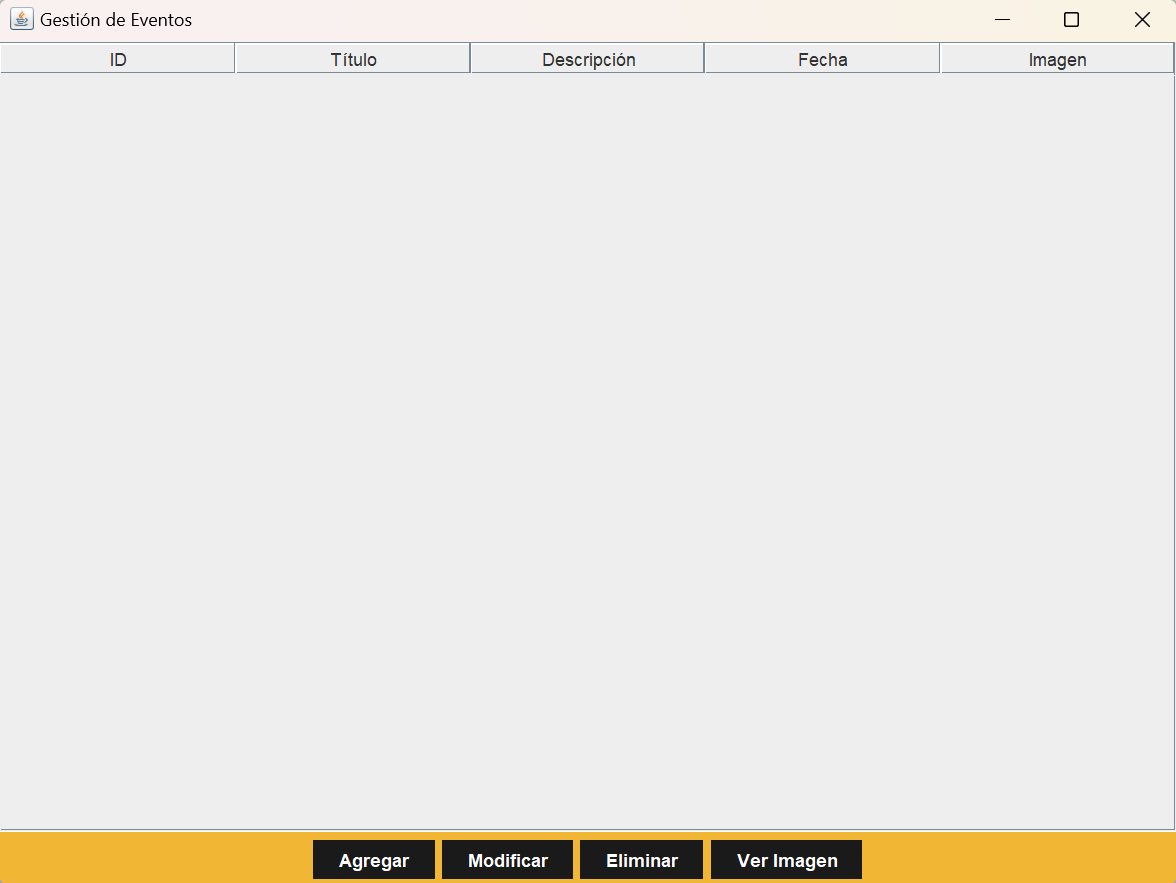 Gestión de Eventos
ID Título Descripción Fecha Imagen
Agregar Modificar Eliminar Ver Imagen